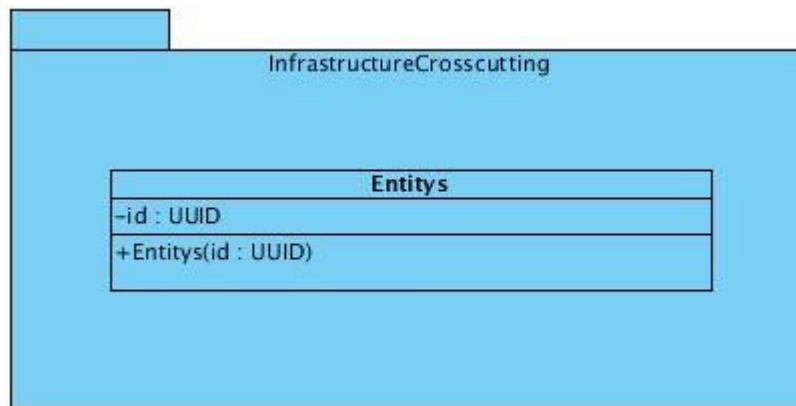 InfrastructureCrosscutting
Entitys
-id : UUID
+Entitys(id : UUID)